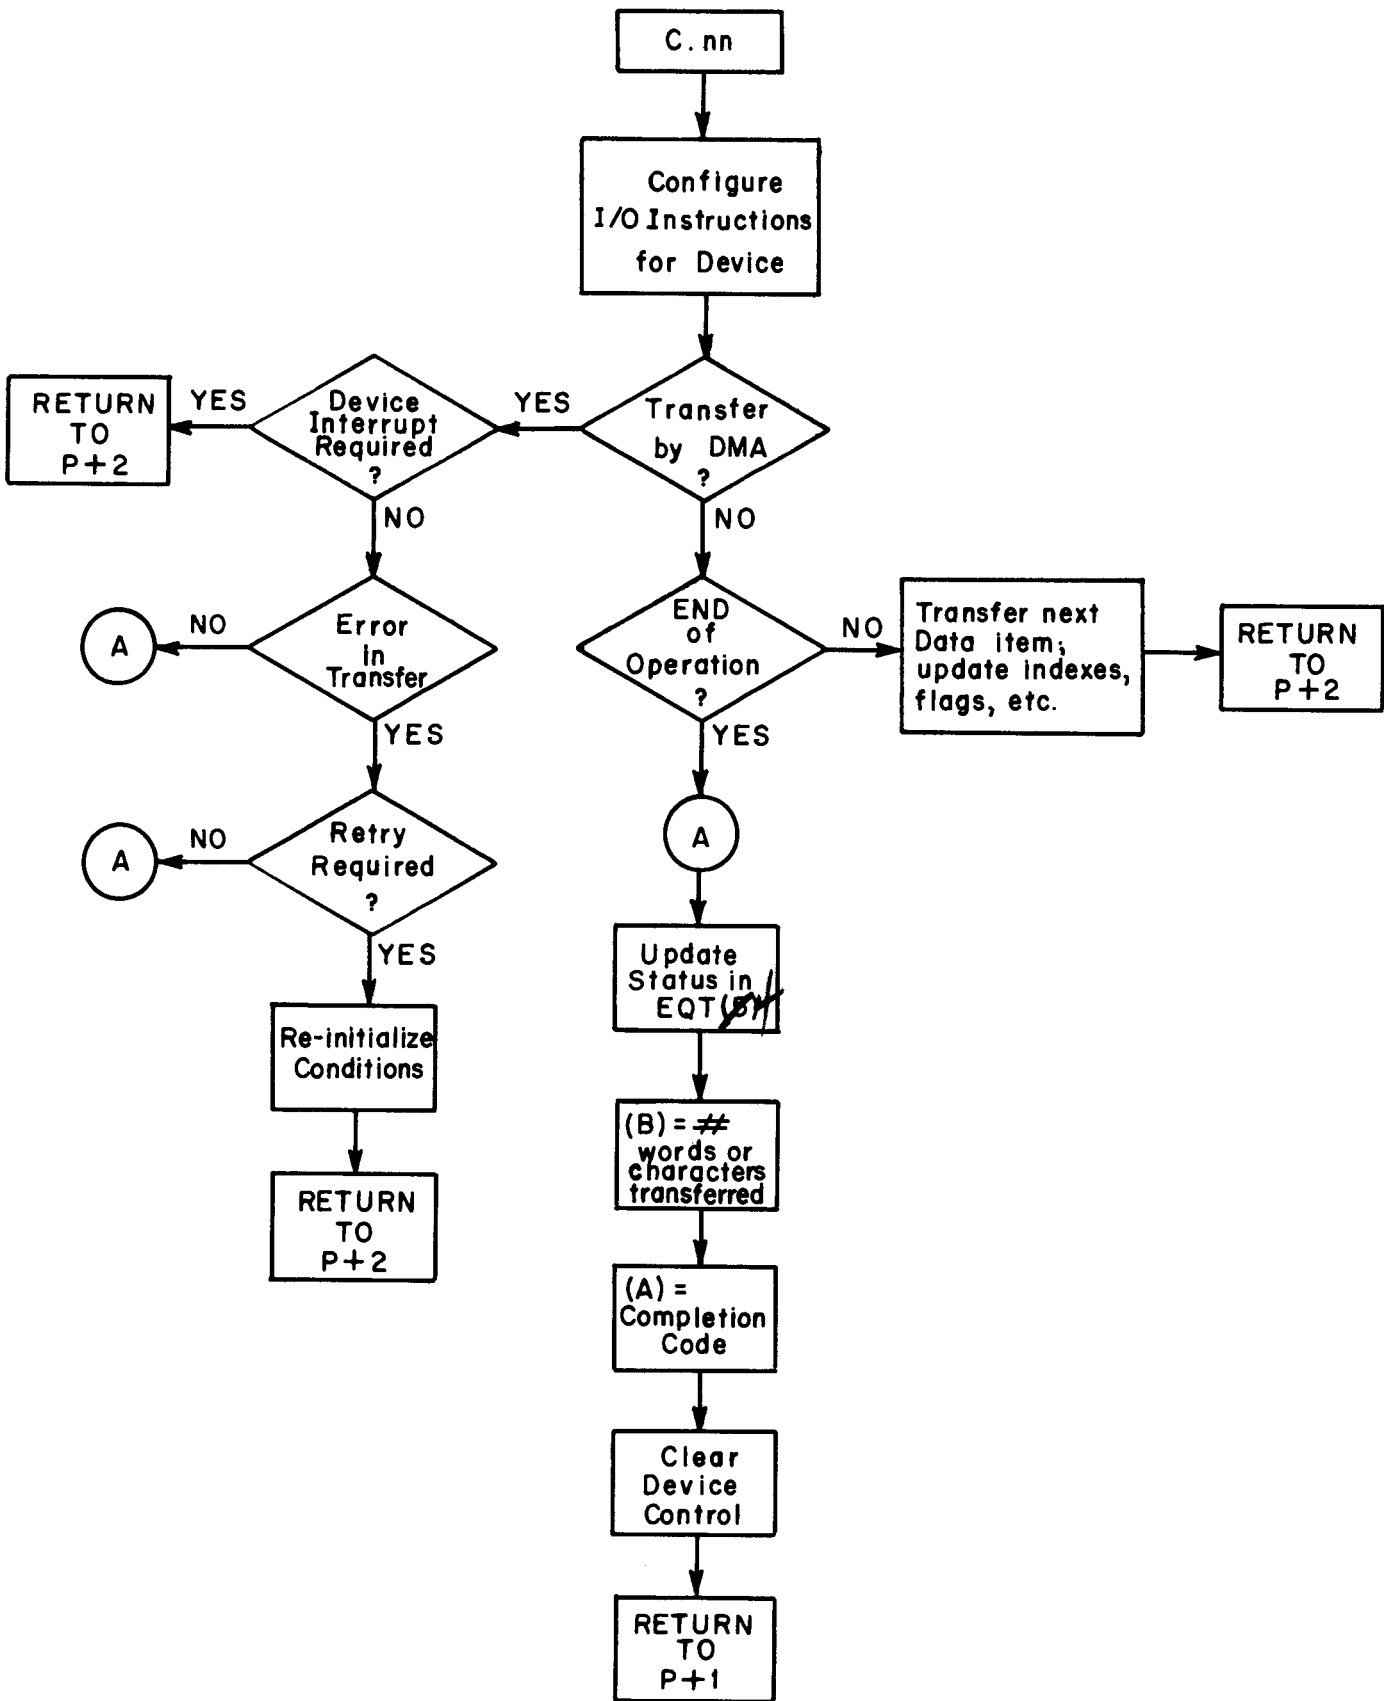 C.nn
Configure
I/O Instructions
for Device
Transfer
by DMA
?
YES
NO
Device
Interrupt
Required
?
YES
NO
RETURN
TO
P+2
Error
in
Transfer
NO
YES
A
Retry
Required
?
NO
YES
A
Re-initialize
Conditions
RETURN
TO
P+2
END
of
Operation
?
NO
YES
Transfer next
Data item;
update indexes,
flags, etc.
RETURN
TO
P+2
A
Update
Status in
EQT
(B) = #
words or
characters
transferred
(A) =
Completion
Code
Clear
Device
Control
RETURN
TO
P+1